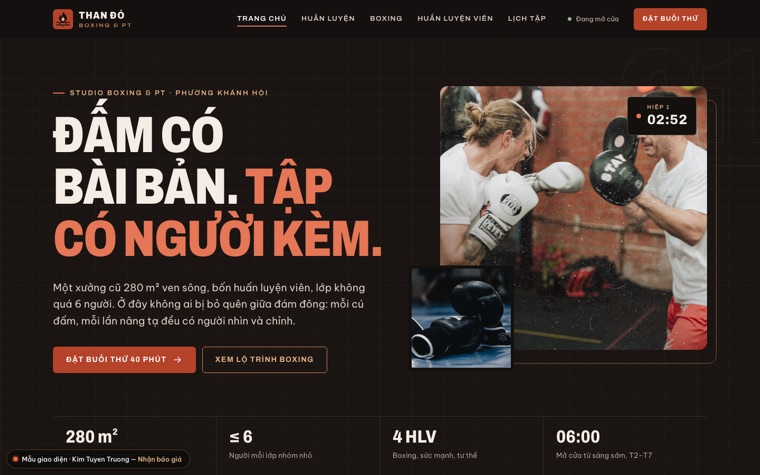 THAN ĐỎ
BOXING & PT
TRANG CHỦ
HUẤN LUYỆN
BOXING
HUẤN LUYỆN VIÊN
LỊCH TẬP
Đang mở cửa
ĐẶT BUỔI THỬ
STUDIO BOXING & PT · PHƯỜNG KHÁNH HỘI
ĐẤM CÓ
BÀI BẢN. TẬP
CÓ NGƯỜI KÈM.
HIỆP 1
02:52
STAY
Một xưởng cũ 280 m² ven sông, bốn huấn luyện viên, lớp không
quá 6 người. Ở đây không ai bị bỏ quên giữa đám đông: mỗi cú
đấm, mỗi lần nâng tạ đều có người nhìn và chỉnh.
ĐẶT BUỔI THỬ 40 PHÚT →
XEM LỘ TRÌNH BOXING
280 m²
≤ 6
Người mỗi lớp nhóm nhỏ
4 HLV
Boxing, sức mạnh, tư thế
06:00
Mở cửa từ sáng sớm, T2–T7
Mẫu giao diện · Kim Tuyen Truong — Nhận báo giá